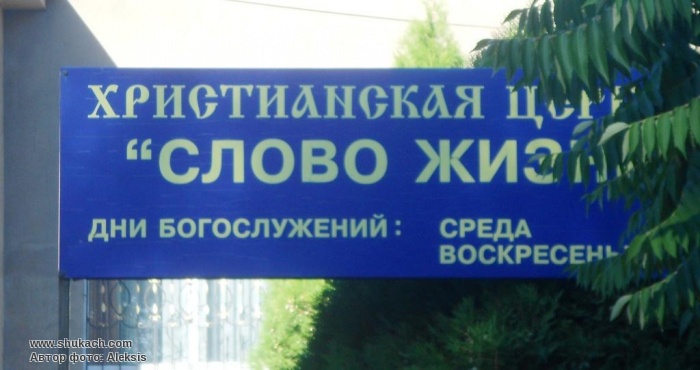 ХРИСТИАНСКАЯ
“СЛОВО
ДНИ БОГОСЛУЖЕНИЙ: СРЕДА
www.shukach.com
Автор фото: Aleksis